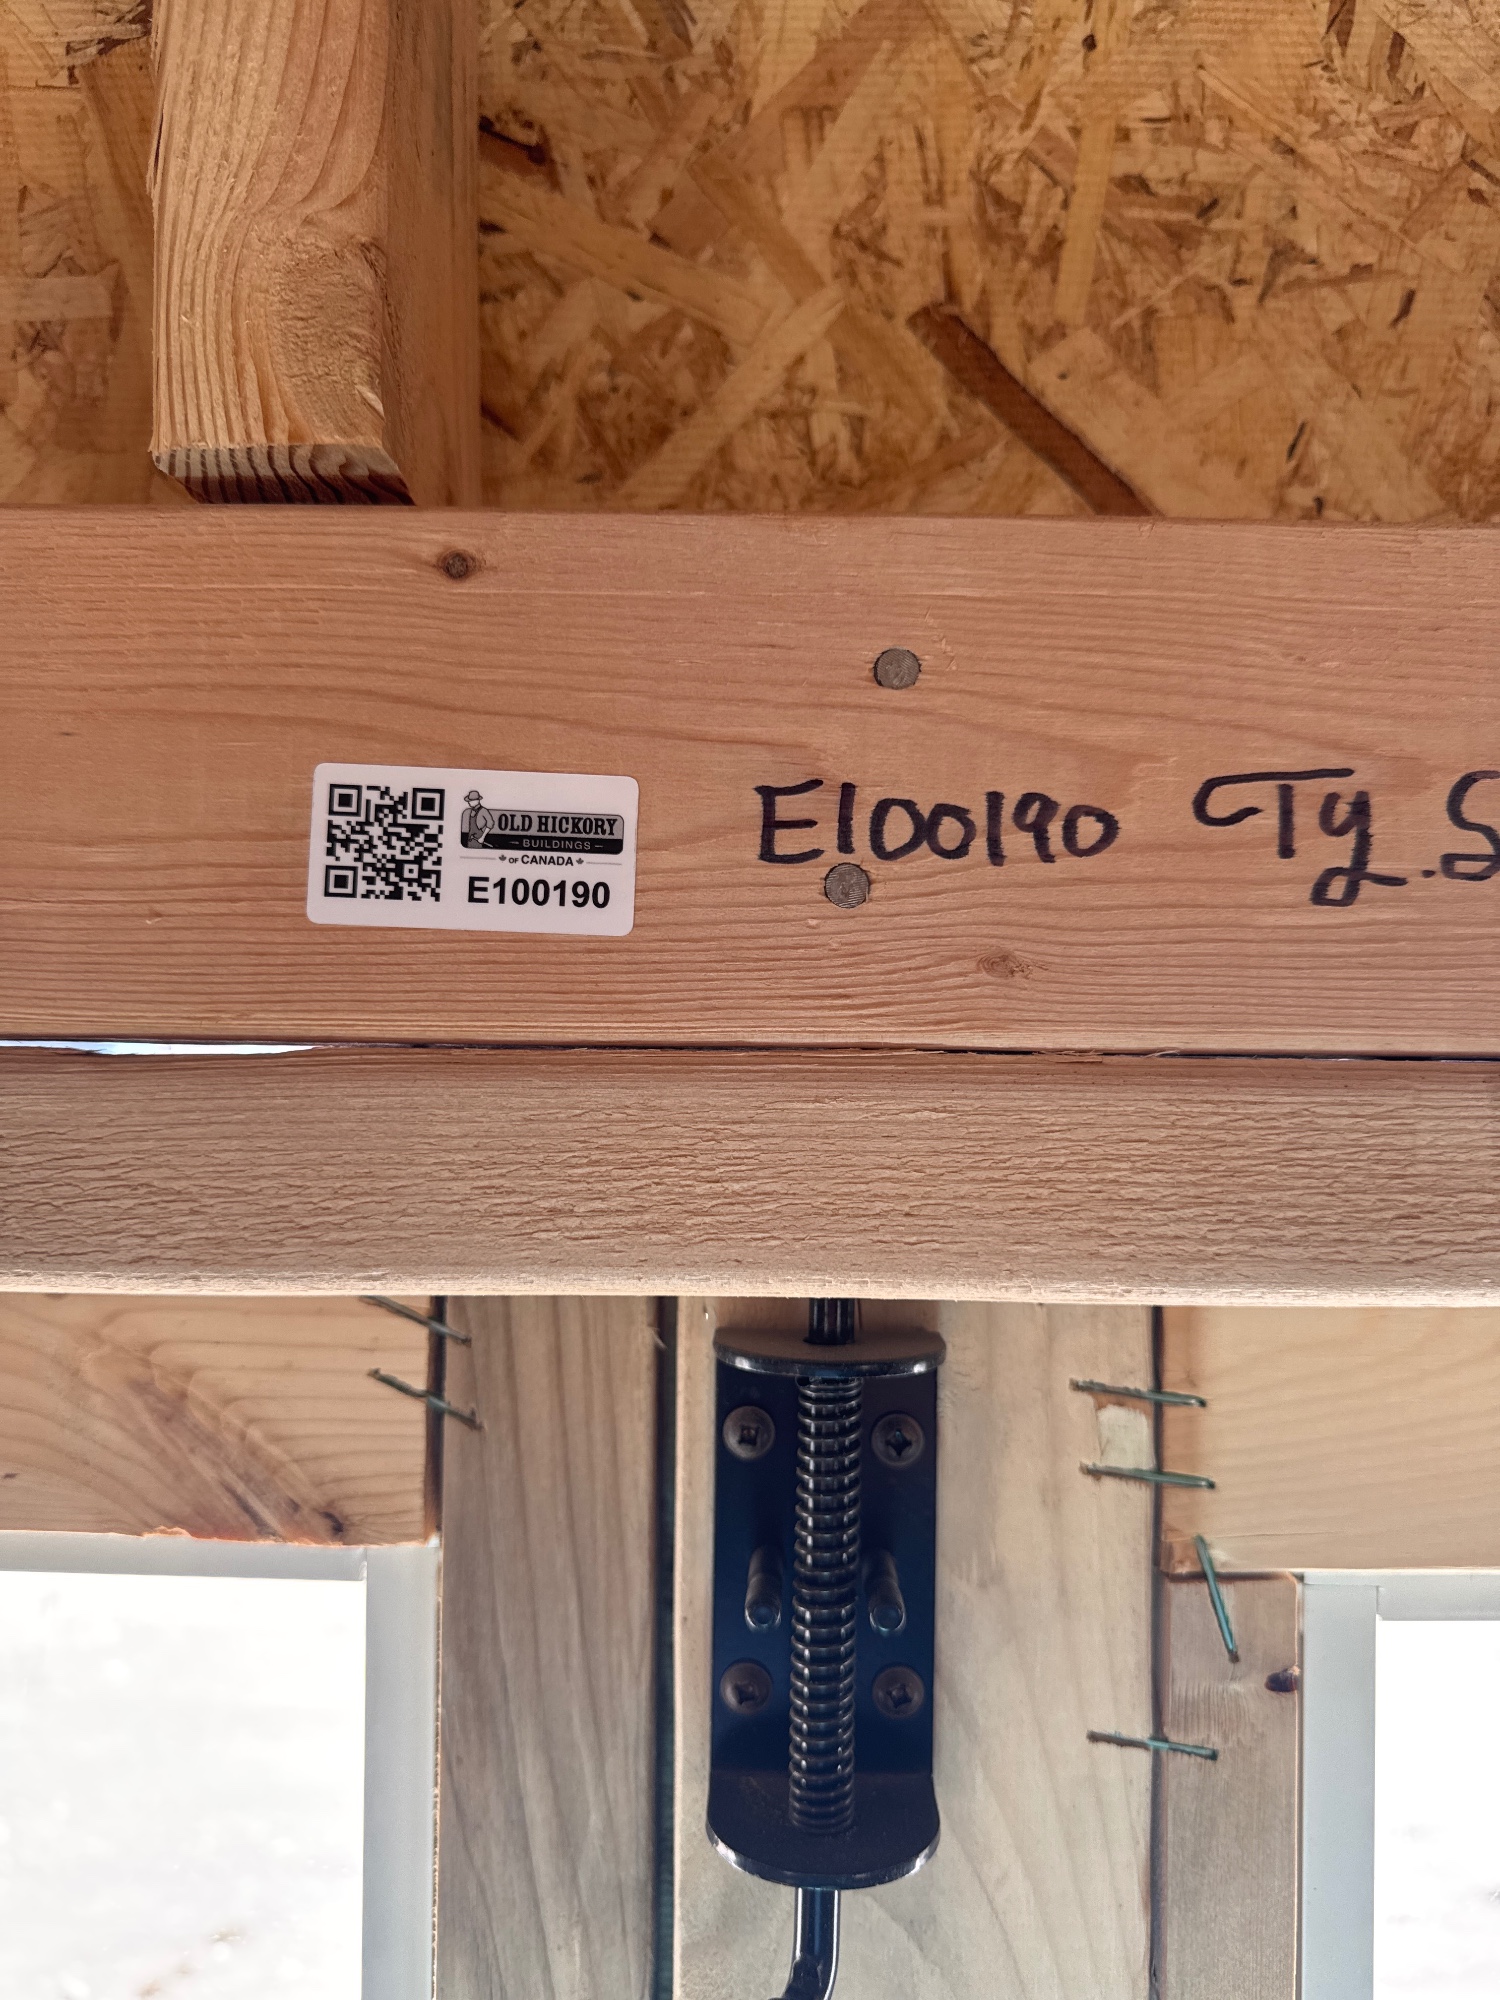 OLD HICKORY
BUILDINGS
OF CANADA
E100190
E100190 Ty.S